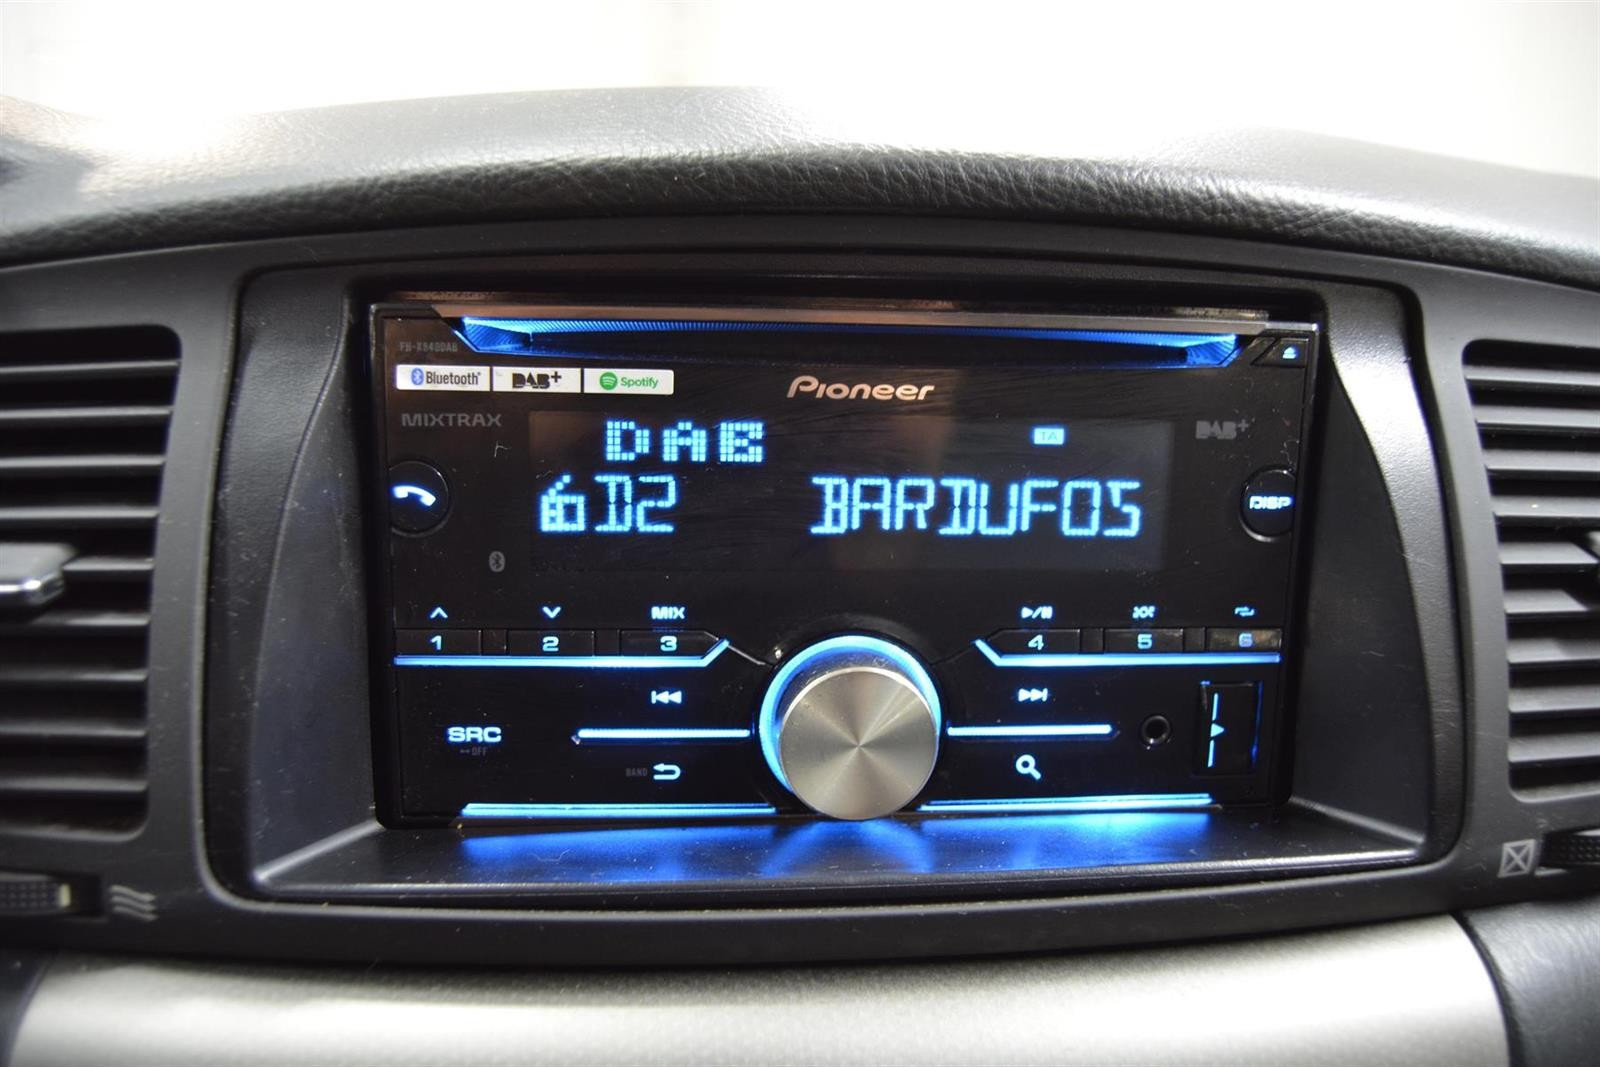 FH-X840DAB
Bluetooth® DAB+ Spotify
Pioneer
MIXTRAX
DAB+
DAB TA
6D2 BARDUFOS
DISP
MIX
1 2 3 4 5 6
SRC
OFF
BAND